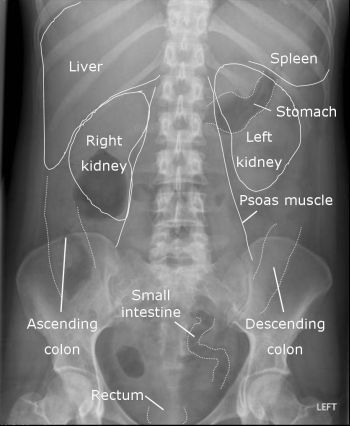 Liver
Spleen
Stomach
Right
kidney
Left
kidney
Psoas muscle
Small
intestine
Ascending
colon
Descending
colon
Rectum
LEFT